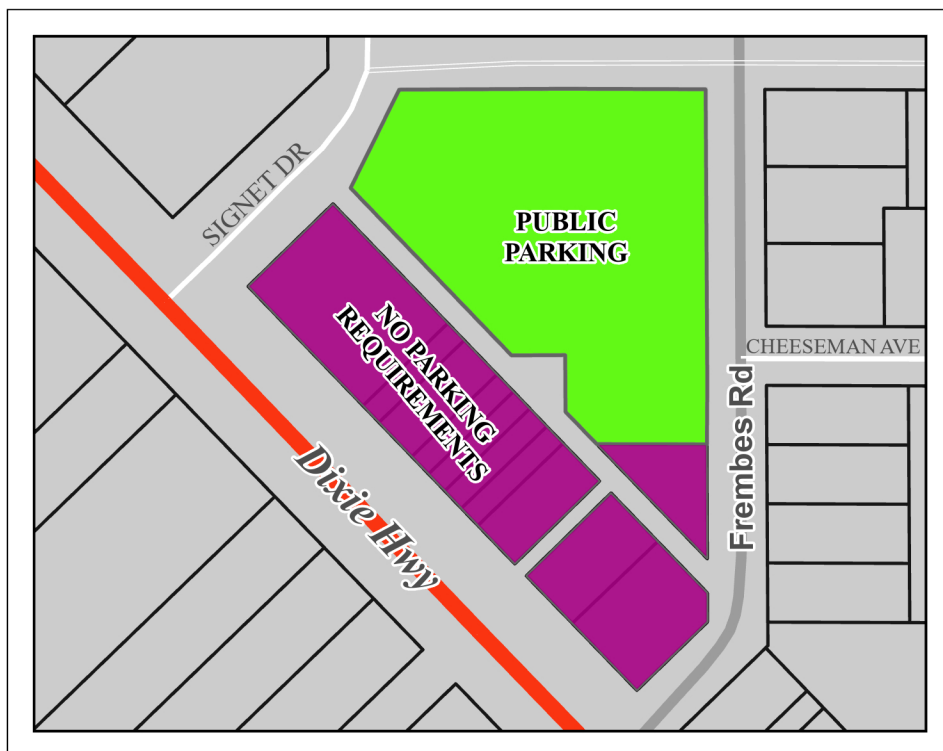 PUBLIC
PARKING
SIGNET DR
NO PARKING
REQUIREMENTS
CHEESEMAN AVE
Frembes Rd
Dixie Hwy